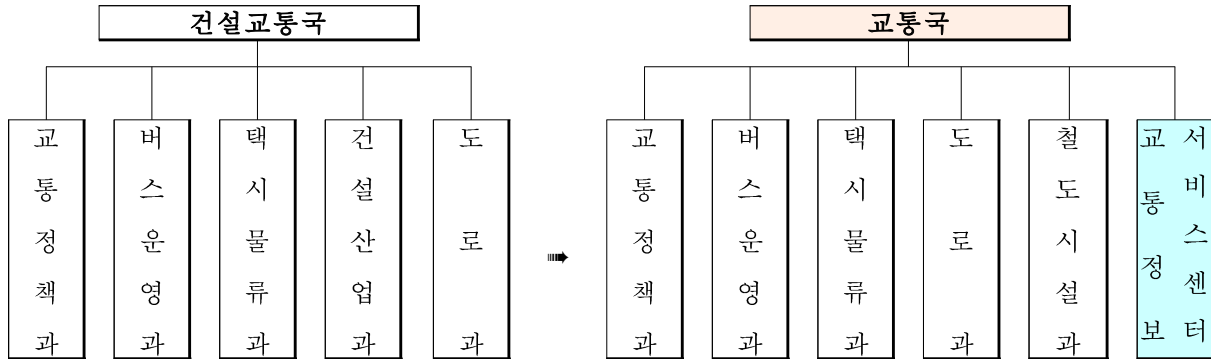 건설교통국
교통정책과
버스운영과
택시물류과
건설산업과
도로과
➠
교통국
교통정책과
버스운영과
택시물류과
도로과
철도시설과
교통정보
서비스센터